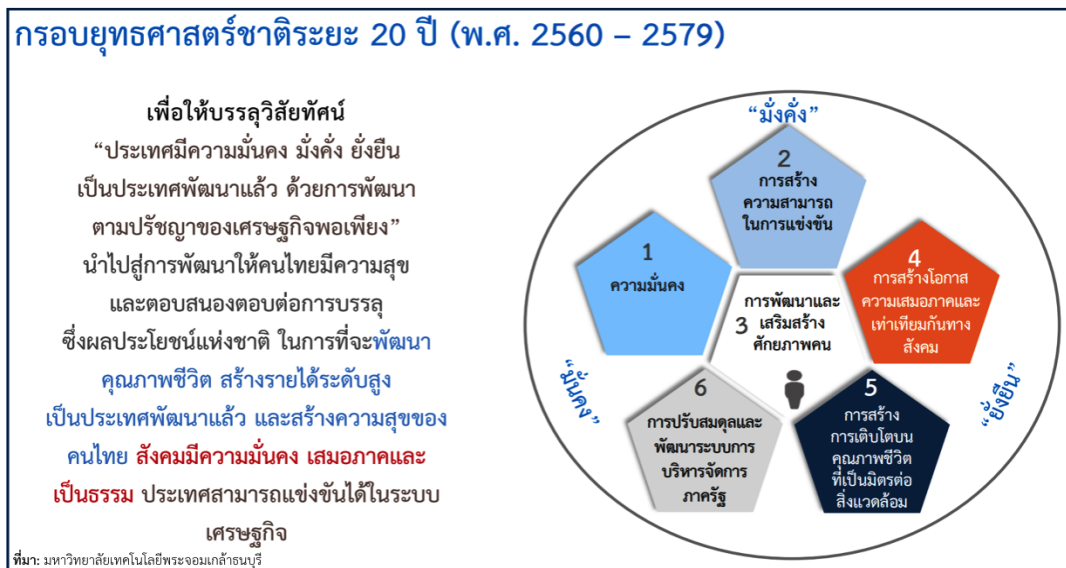 กรอบยุทธศาสตร์ชาติระยะ 20 ปี (พ.ศ. 2560 – 2579)
เพื่อให้บรรลุวิสัยทัศน์
“ประเทศมีความมั่นคง มั่งคั่ง ยั่งยืน
เป็นประเทศพัฒนาแล้ว ด้วยการพัฒนา
ตามปรัชญาของเศรษฐกิจพอเพียง”
นำไปสู่การพัฒนาให้คนไทยมีความสุข
และตอบสนองตอบต่อการบรรลุ
ซึ่งผลประโยชน์แห่งชาติ ในการที่จะพัฒนา
คุณภาพชีวิต สร้างรายได้ระดับสูง
เป็นประเทศพัฒนาแล้ว และสร้างความสุขของ
คนไทย สังคมมีความมั่นคง เสมอภาคและ
เป็นธรรม ประเทศสามารถแข่งขันได้ในระบบ
เศรษฐกิจ
ที่มา: มหาวิทยาลัยเทคโนโลยีพระจอมเกล้าธนบุรี
“มั่งคั่ง”
2
การสร้าง
ความสามารถ
ในการแข่งขัน
1
ความมั่นคง
4
การสร้างโอกาส
ความเสมอภาคและ
เท่าเทียมกันทาง
สังคม
การพัฒนาและ
3 เสริมสร้าง
ศักยภาพคน
“มั่นคง”
“ยั่งยืน”
6
การปรับสมดุลและ
พัฒนาระบบการ
บริหารจัดการ
ภาครัฐ
5
การสร้าง
การเติบโตบน
คุณภาพชีวิต
ที่เป็นมิตรต่อ
สิ่งแวดล้อม